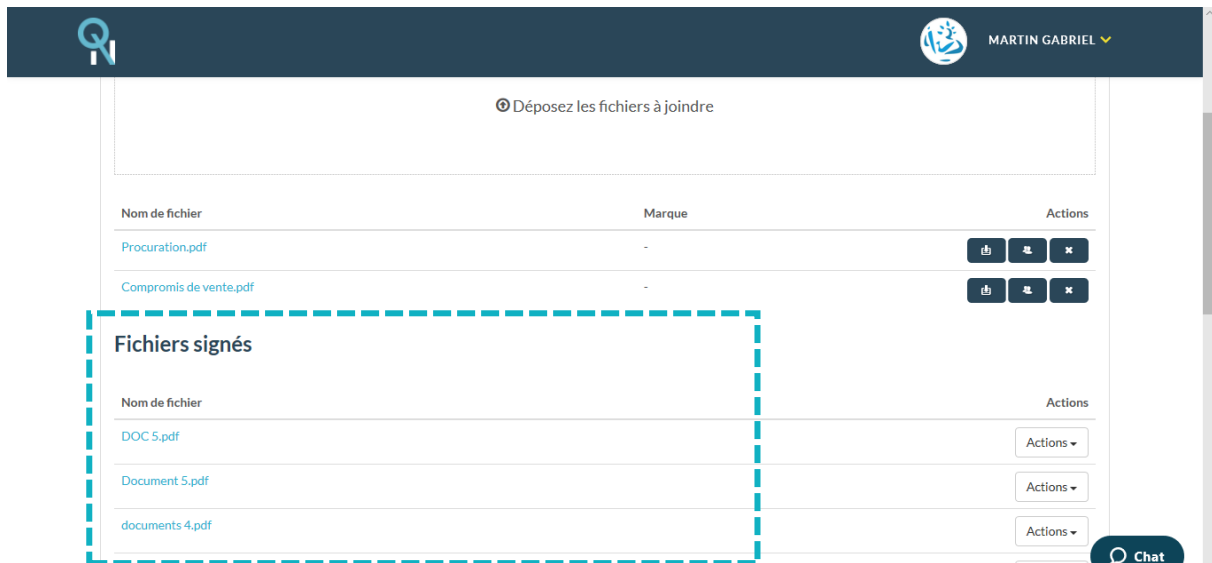 QN
MARTIN GABRIEL
Déposez les fichiers à joindre
Nom de fichier Marque Actions
Procuration.pdf -
Compromis de vente.pdf -
Fichiers signés
Nom de fichier Actions
DOC 5.pdf Actions
Document 5.pdf Actions
documents 4.pdf Actions
Chat